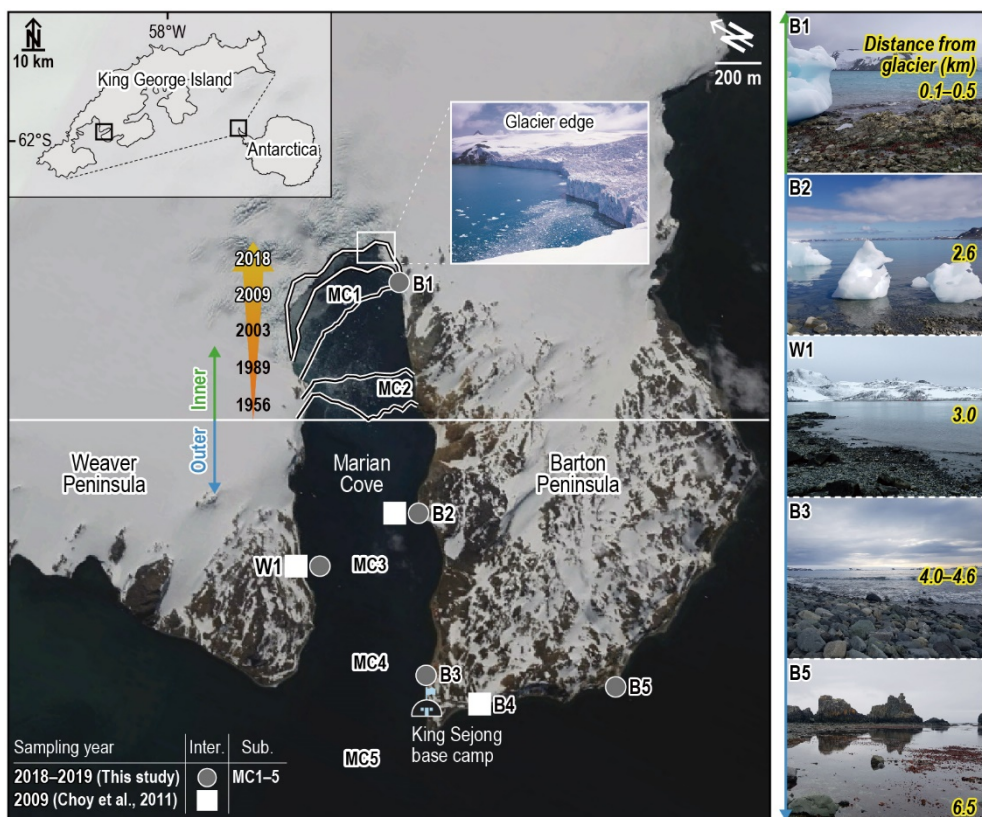 N
10 km
58°W
King George Island
62°S
Antarctica
N
200 m
Glacier edge
2018
2009
2003
1989
1956
Inner
Outer
MC1
B1
MC2
Weaver
Peninsula
Marian
Cove
Barton
Peninsula
B2
W1
MC3
MC4
B3
B5
B4
King Sejong
base camp
MC5
Sampling year Inter. Sub.
2018–2019 (This study) MC1–5
2009 (Choy et al., 2011)
B1
Distance from
glacier (km)
0.1–0.5
B2
2.6
W1
3.0
B3
4.0–4.6
B5
6.5